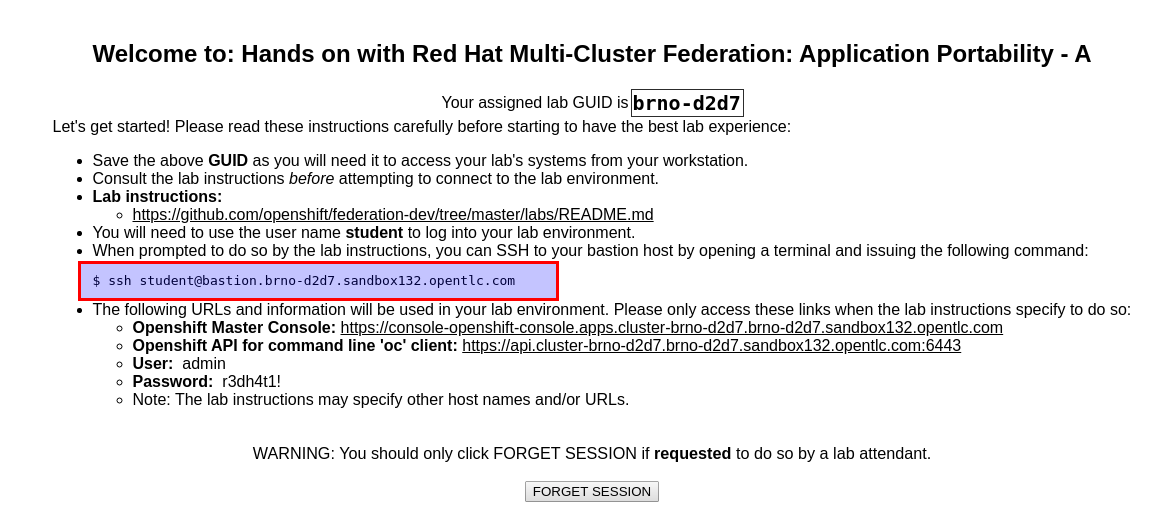 Welcome to: Hands on with Red Hat Multi-Cluster Federation: Application Portability - A
Your assigned lab GUID is brno-d2d7
Let's get started! Please read these instructions carefully before starting to have the best lab experience:
Save the above GUID as you will need it to access your lab's systems from your workstation.
Consult the lab instructions before attempting to connect to the lab environment.
Lab instructions:
https://github.com/openshift/federation-dev/tree/master/labs/README.md
You will need to use the user name student to log into your lab environment.
When prompted to do so by the lab instructions, you can SSH to your bastion host by opening a terminal and issuing the following command:
$ ssh student@bastion.brno-d2d7.sandbox132.opentlc.com
The following URLs and information will be used in your lab environment. Please only access these links when the lab instructions specify to do so:
Openshift Master Console: https://console-openshift-console.apps.cluster-brno-d2d7.brno-d2d7.sandbox132.opentlc.com
Openshift API for command line 'oc' client: https://api.cluster-brno-d2d7.brno-d2d7.sandbox132.opentlc.com:6443
User: admin
Password: r3dh4t1!
Note: The lab instructions may specify other host names and/or URLs.
WARNING: You should only click FORGET SESSION if requested to do so by a lab attendant.
FORGET SESSION